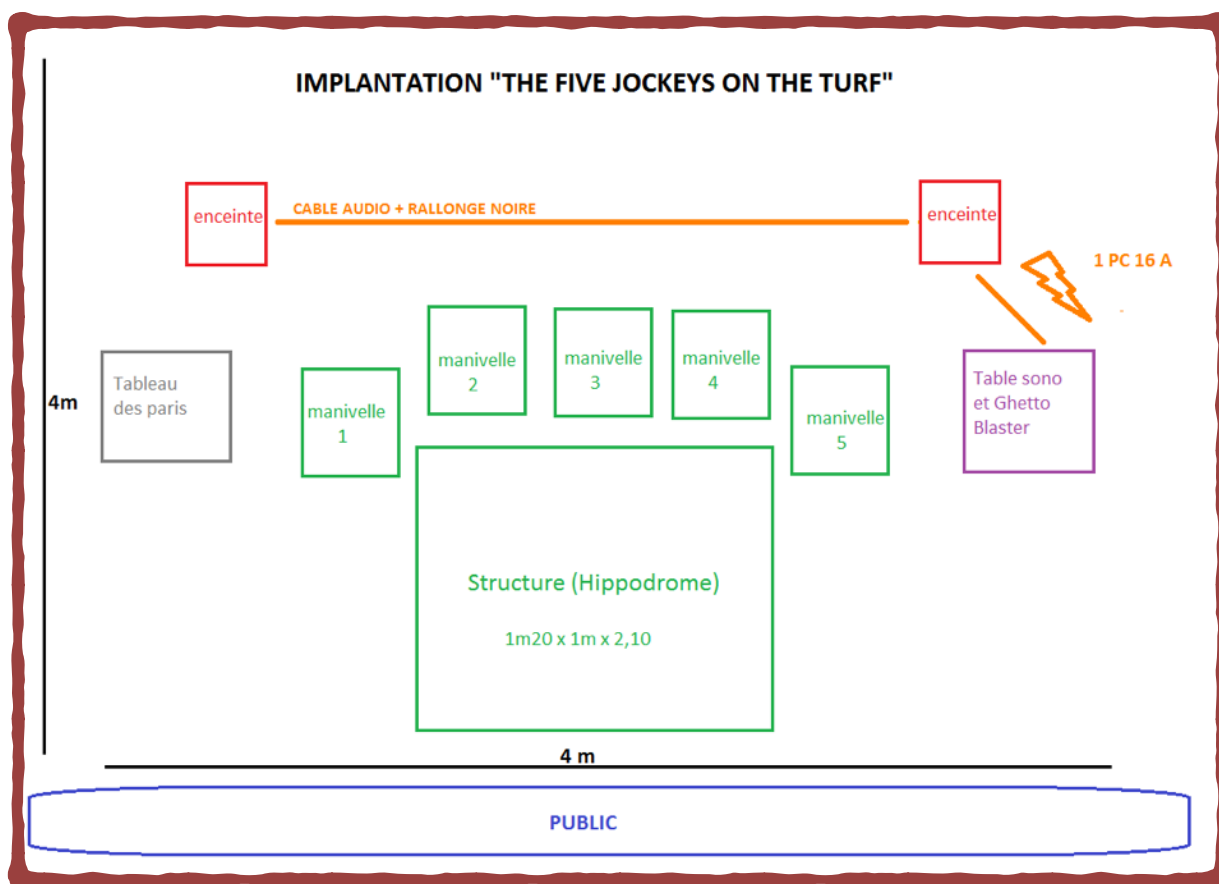 IMPLANTATION "THE FIVE JOCKEYS ON THE TURF"
enceinte
CABLE AUDIO + RALLONGE NOIRE
enceinte
1 PC 16 A
4m
Tableau
des paris
manivelle
1
manivelle
2
manivelle
3
manivelle
4
manivelle
5
Table sono
et Ghetto
Blaster
Structure (Hippodrome)
1m20 x 1m x 2,10
4 m
PUBLIC